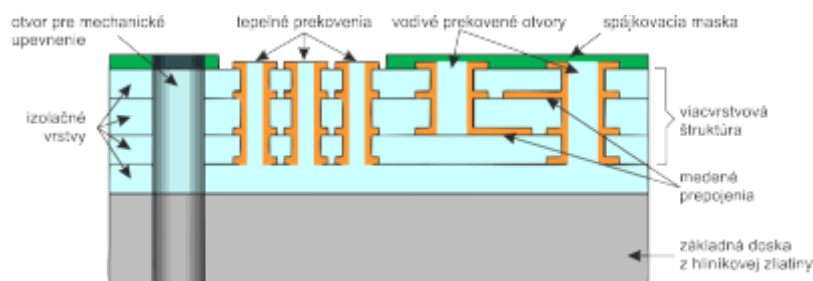 otvor pre mechanické
upevnenie
tepelné prekovenia
vodivé prekovené otvory
spájkovacia maska
izolačné
vrstvy
viacvrstvová
štruktúra
medené
prepojenia
základná doska
z hliníkovej zliatiny